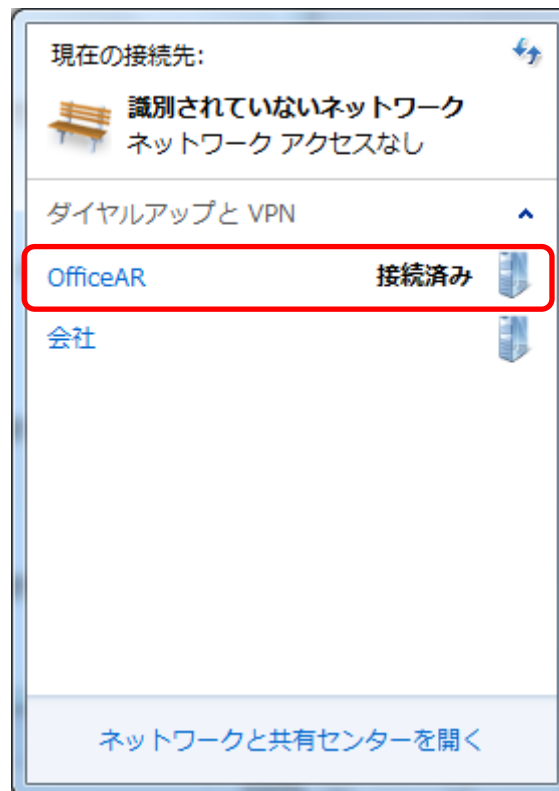 現在の接続先:
識別されていないネットワーク
ネットワーク アクセスなし
ダイヤルアップと VPN
OfficeAR 接続済み
会社
ネットワークと共有センターを開く